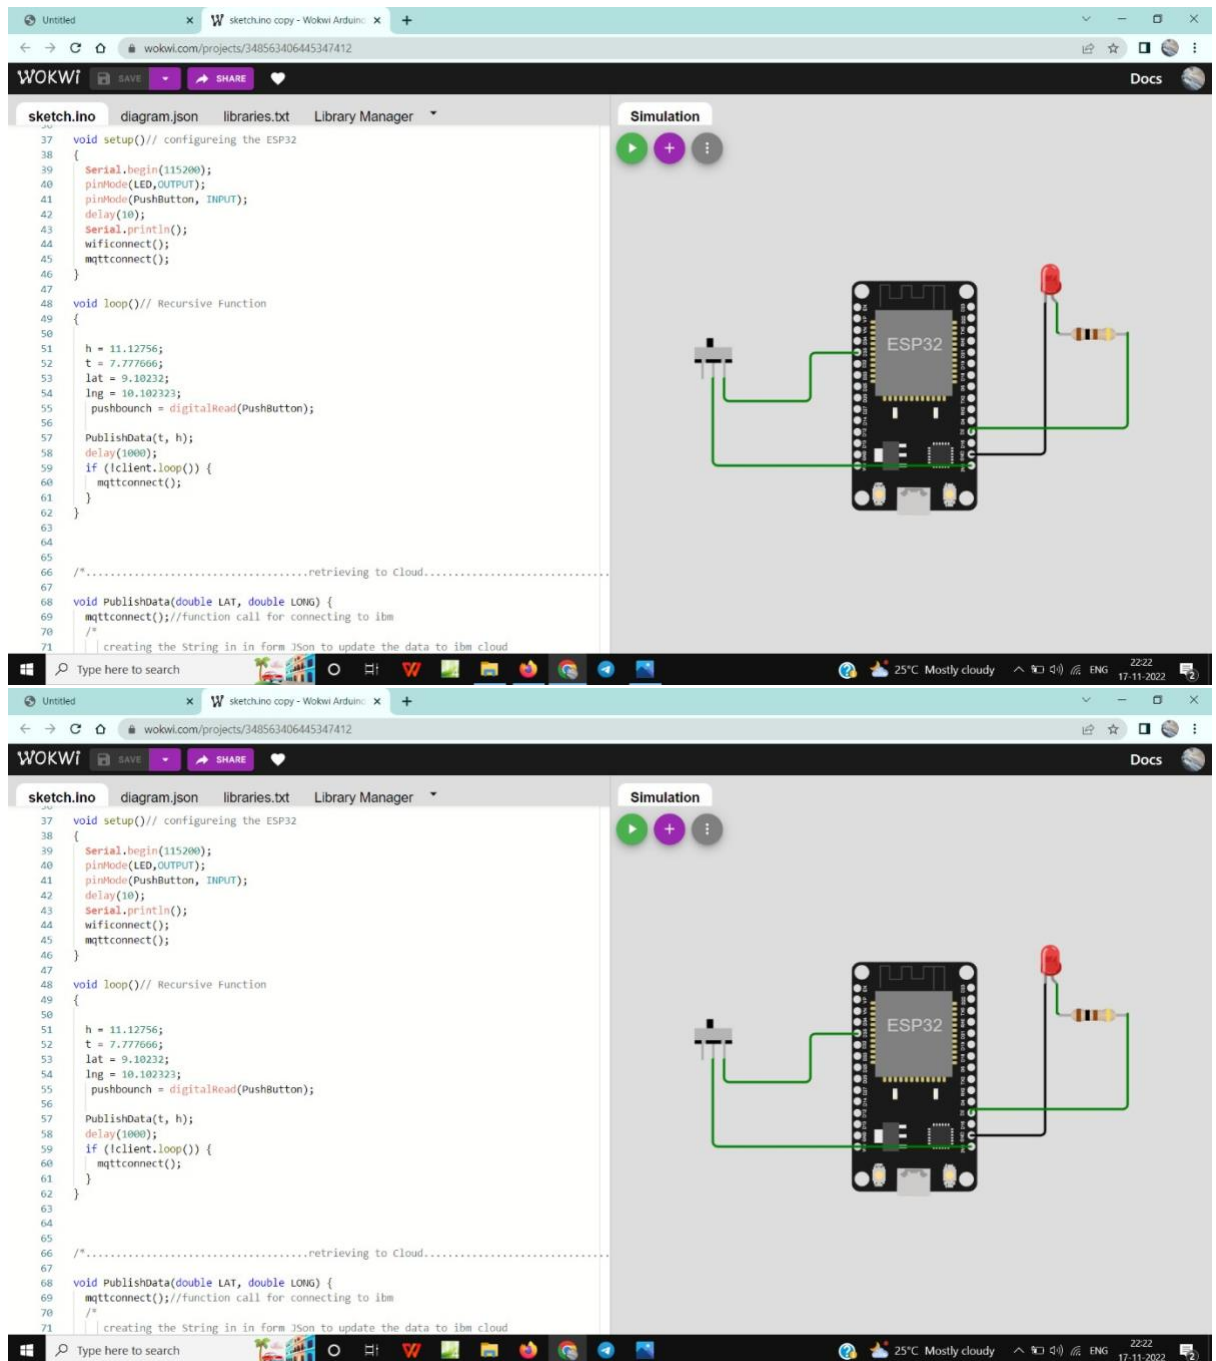 Untitled
sketch.ino copy - Wokwi Arduino
wokwi.com/projects/348563406445347412
WOKWi SAVE SHARE Docs
sketch.ino diagram.json libraries.txt Library Manager Simulation
37 void setup()// configureing the ESP32
38 {
39 Serial.begin(115200);
40 pinMode(LED,OUTPUT);
41 pinMode(PushButton, INPUT);
42 delay(10);
43 Serial.println();
44 wificonnect();
45 mqttconnect();
46 }
47
48 void loop()// Recursive Function
49 {
50
51 h = 11.12756;
52 t = 7.777666;
53 lat = 9.10232;
54 lng = 10.102323;
55 pushbounch = digitalRead(PushButton);
56
57 PublishData(t, h);
58 delay(1000);
59 if (!client.loop()) {
60 mqttconnect();
61 }
62 }
63
64
65
66 /*.....................................retrieving to Cloud...............................
67
68 void PublishData(double LAT, double LONG) {
69 mqttconnect();//function call for connecting to ibm
70 /*
71 creating the String in in form JSon to update the data to ibm cloud
ESP32
Type here to search
25°C Mostly cloudy ENG 22:22
17-11-2022 2
Untitled
sketch.ino copy - Wokwi Arduino
wokwi.com/projects/348563406445347412
WOKWi SAVE SHARE Docs
sketch.ino diagram.json libraries.txt Library Manager Simulation
37 void setup()// configureing the ESP32
38 {
39 Serial.begin(115200);
40 pinMode(LED,OUTPUT);
41 pinMode(PushButton, INPUT);
42 delay(10);
43 Serial.println();
44 wificonnect();
45 mqttconnect();
46 }
47
48 void loop()// Recursive Function
49 {
50
51 h = 11.12756;
52 t = 7.777666;
53 lat = 9.10232;
54 lng = 10.102323;
55 pushbounch = digitalRead(PushButton);
56
57 PublishData(t, h);
58 delay(1000);
59 if (!client.loop()) {
60 mqttconnect();
61 }
62 }
63
64
65
66 /*.....................................retrieving to Cloud...............................
67
68 void PublishData(double LAT, double LONG) {
69 mqttconnect();//function call for connecting to ibm
70 /*
71 creating the String in in form JSon to update the data to ibm cloud
ESP32
Type here to search
25°C Mostly cloudy ENG 22:22
17-11-2022 2